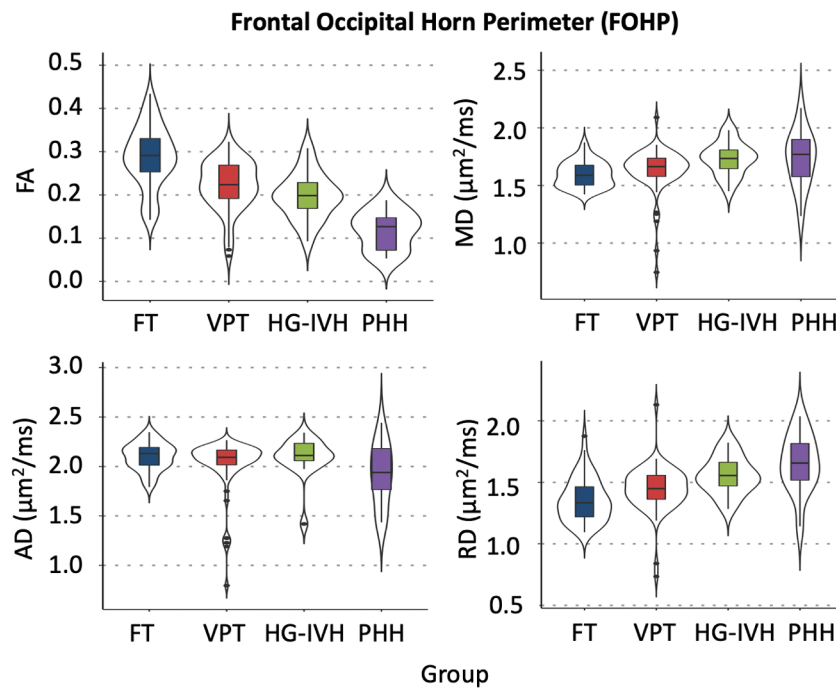 Frontal Occipital Horn Perimeter (FOHP)
FA
0.5
0.4
0.3
0.2
0.1
0.0
FT VPT HG-IVH PHH
MD (µm²/ms)
2.5
2.0
1.5
1.0
FT VPT HG-IVH PHH
AD (µm²/ms)
3.0
2.5
2.0
1.5
1.0
FT VPT HG-IVH PHH
RD (µm²/ms)
2.0
1.5
1.0
0.5
FT VPT HG-IVH PHH
Group